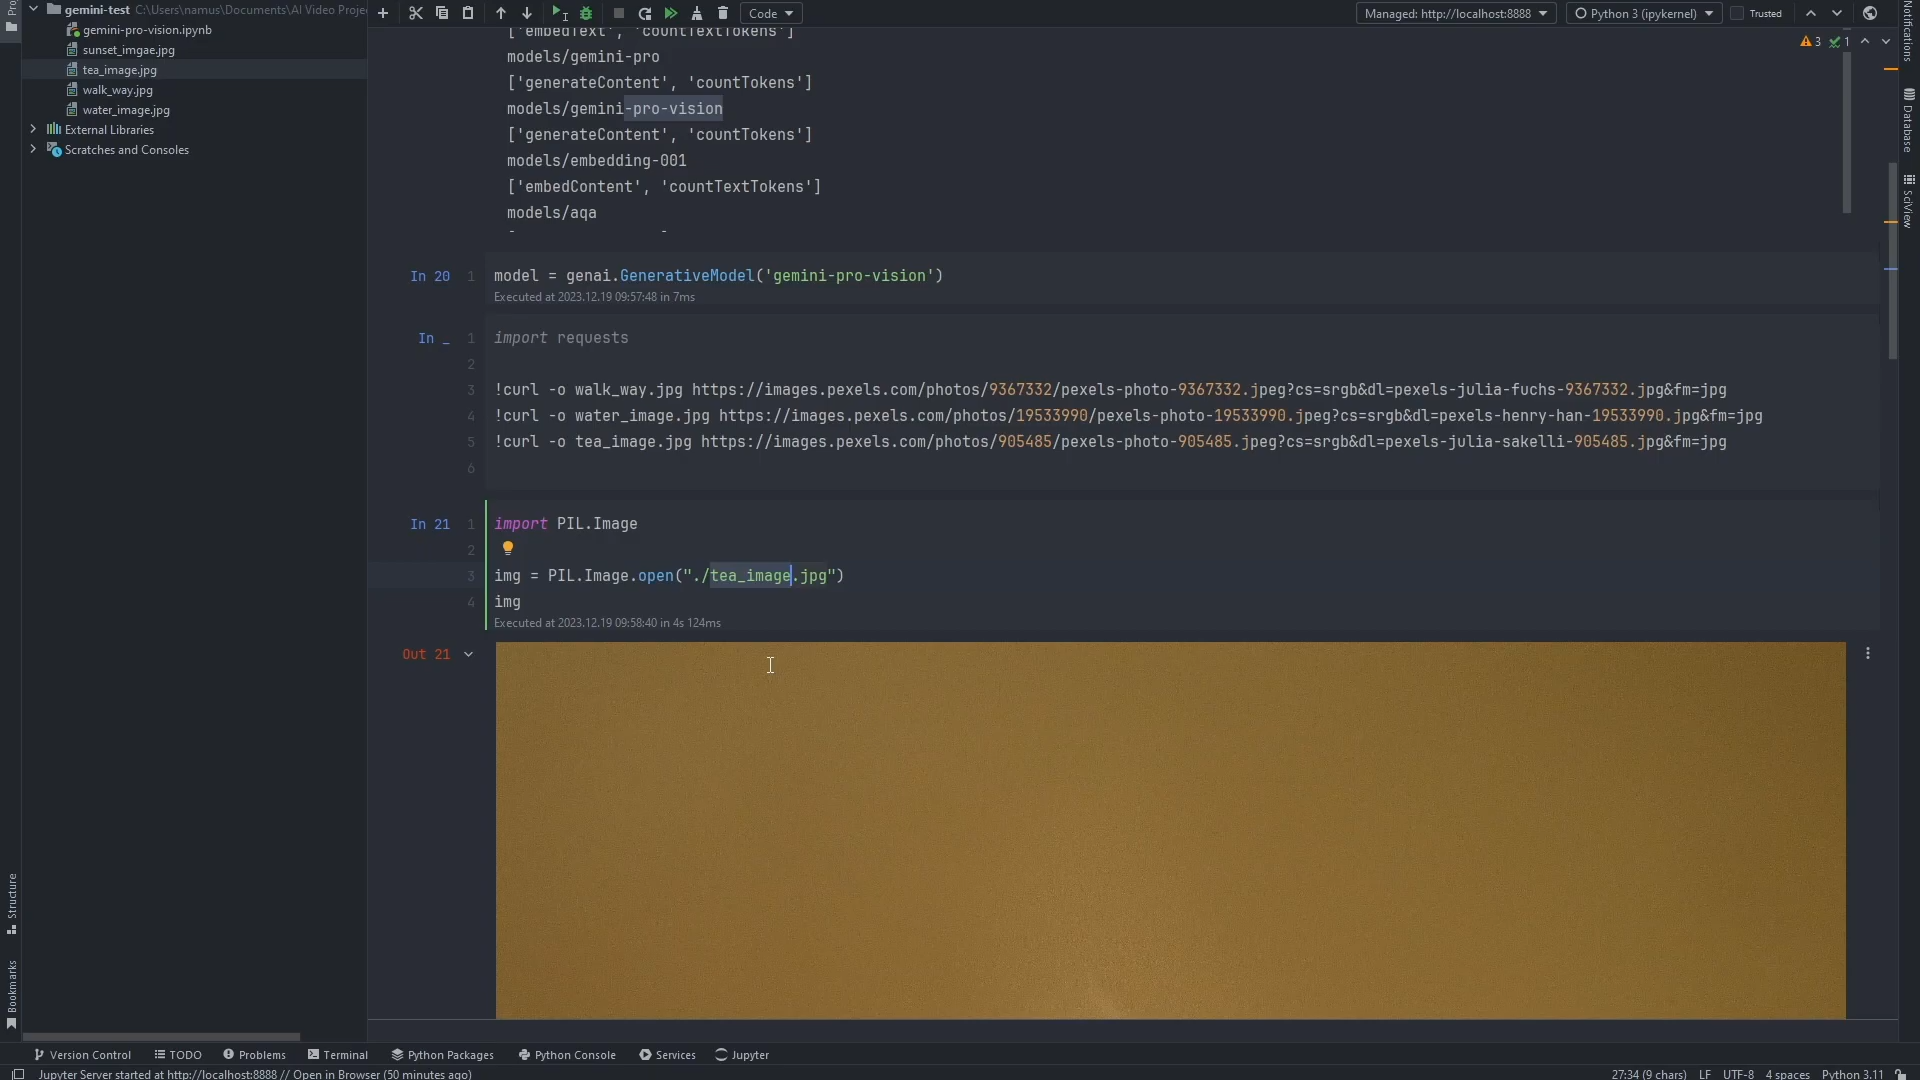 gemini-test C:\Users\namus\Documents\AI Video Proje
gemini-pro-vision.ipynb
sunset_imgae.jpg
tea_image.jpg
walk_way.jpg
water_image.jpg
External Libraries
Scratches and Consoles
Structure
Bookmarks
Code
Managed: http://localhost:8888
Python 3 (ipykernel)
Trusted
3
1
Notifications
Database
SciView
['embedText', 'countTextTokens']
models/gemini-pro
['generateContent', 'countTokens']
models/gemini-pro-vision
['generateContent', 'countTokens']
models/embedding-001
['embedContent', 'countTextTokens']
models/aqa
In 20 1 model = genai.GenerativeModel('gemini-pro-vision')
Executed at 2023.12.19 09:57:48 in 7ms
In _ 1 import requests
2
3 !curl -o walk_way.jpg https://images.pexels.com/photos/9367332/pexels-photo-9367332.jpeg?cs=srgb&dl=pexels-julia-fuchs-9367332.jpg&fm=jpg
4 !curl -o water_image.jpg https://images.pexels.com/photos/19533990/pexels-photo-19533990.jpeg?cs=srgb&dl=pexels-henry-han-19533990.jpg&fm=jpg
5 !curl -o tea_image.jpg https://images.pexels.com/photos/905485/pexels-photo-905485.jpeg?cs=srgb&dl=pexels-julia-sakelli-905485.jpg&fm=jpg
6
In 21 1 import PIL.Image
2
3 img = PIL.Image.open("./tea_image.jpg")
4 img
Executed at 2023.12.19 09:58:40 in 4s 124ms
Out 21
Version Control TODO Problems Terminal Python Packages Python Console Services Jupyter
Jupyter Server started at http://localhost:8888 // Open in Browser (50 minutes ago)
27:34 (9 chars) LF UTF-8 4 spaces Python 3.11